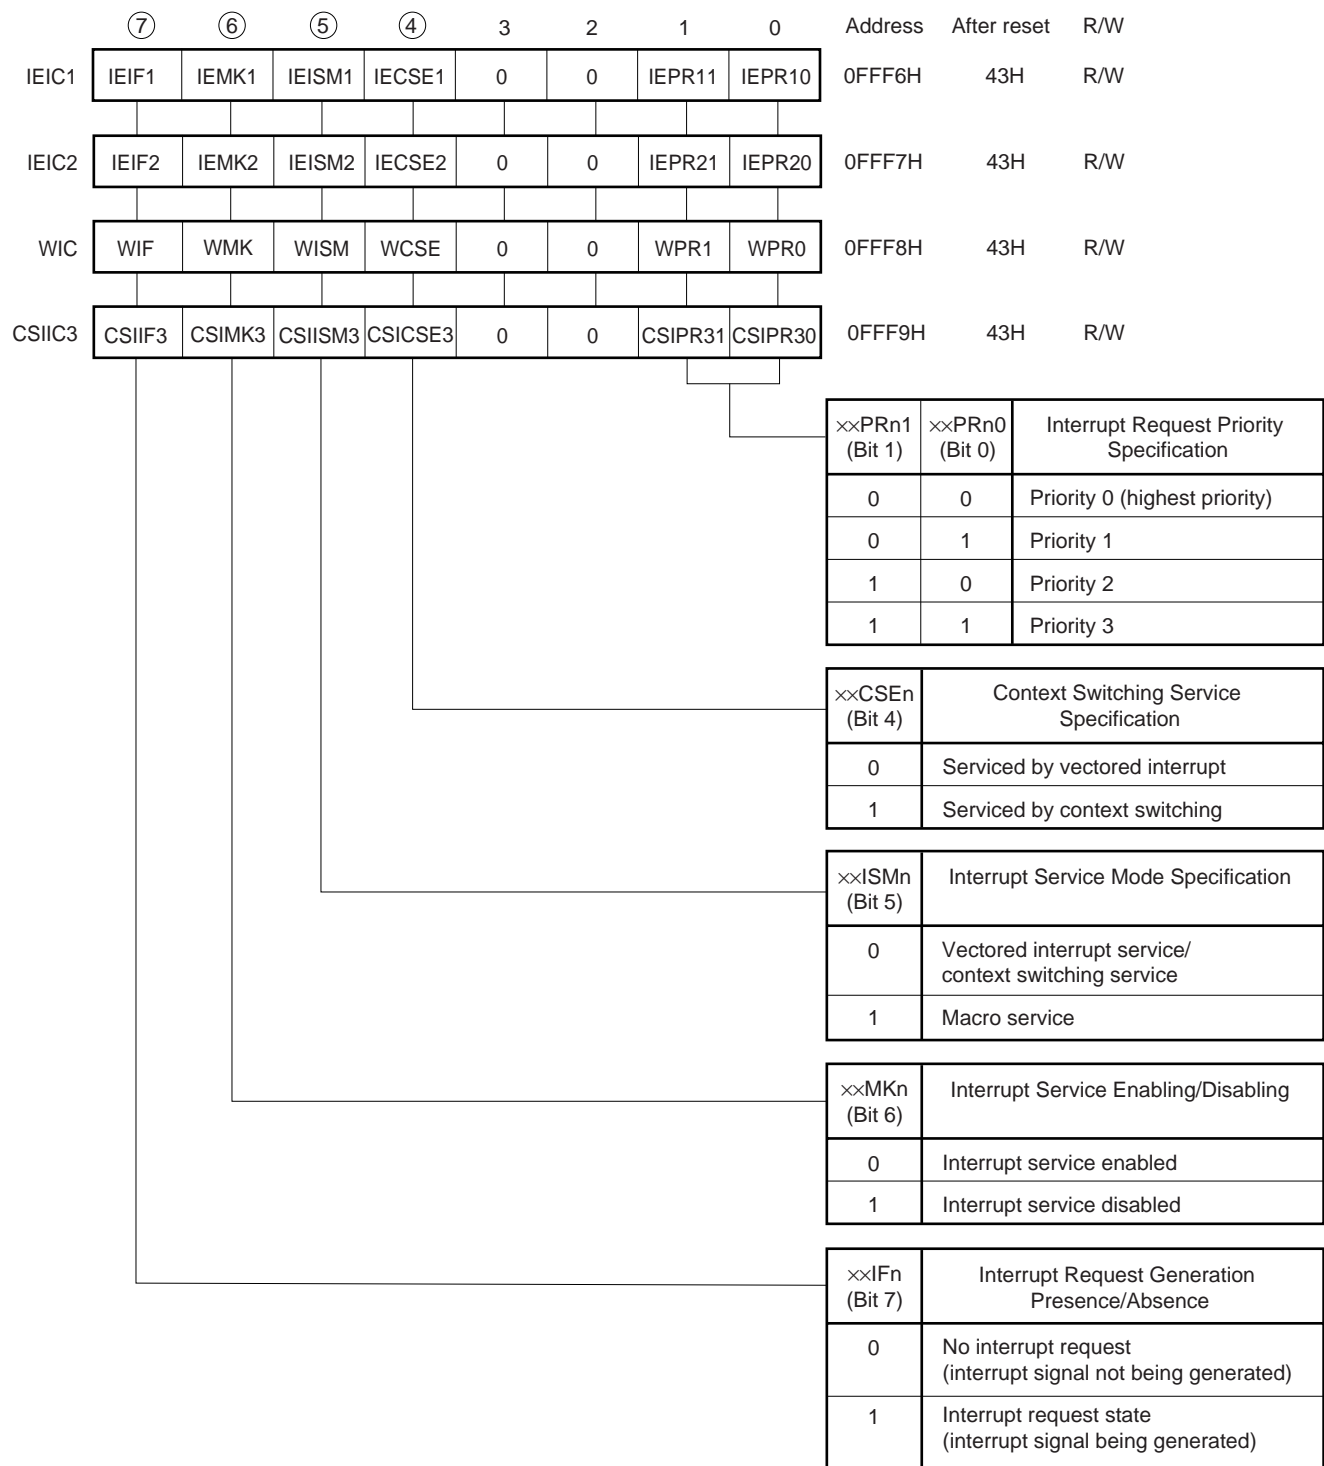 ⑦ ⑥ ⑤ ④ 3 2 1 0 Address After reset R/W
IEIC1 IEIF1 IEMK1 IEISM1 IECSE1 0 0 IEPR11 IEPR10 0FFF6H 43H R/W
IEIC2 IEIF2 IEMK2 IEISM2 IECSE2 0 0 IEPR21 IEPR20 0FFF7H 43H R/W
WIC WIF WMK WISM WCSE 0 0 WPR1 WPR0 0FFF8H 43H R/W
CSIIC3 CSIIF3 CSIMK3 CSIISM3 CSICSE3 0 0 CSIPR31 CSIPR30 0FFF9H 43H R/W
××PRn1 ××PRn0 Interrupt Request Priority
(Bit 1) (Bit 0) Specification
0 0 Priority 0 (highest priority)
0 1 Priority 1
1 0 Priority 2
1 1 Priority 3
××CSEn Context Switching Service
(Bit 4) Specification
0 Serviced by vectored interrupt
1 Serviced by context switching
××ISMn Interrupt Service Mode Specification
(Bit 5)
0 Vectored interrupt service/
context switching service
1 Macro service
××MKn Interrupt Service Enabling/Disabling
(Bit 6)
0 Interrupt service enabled
1 Interrupt service disabled
××IFn Interrupt Request Generation
(Bit 7) Presence/Absence
0 No interrupt request
(interrupt signal not being generated)
1 Interrupt request state
(interrupt signal being generated)